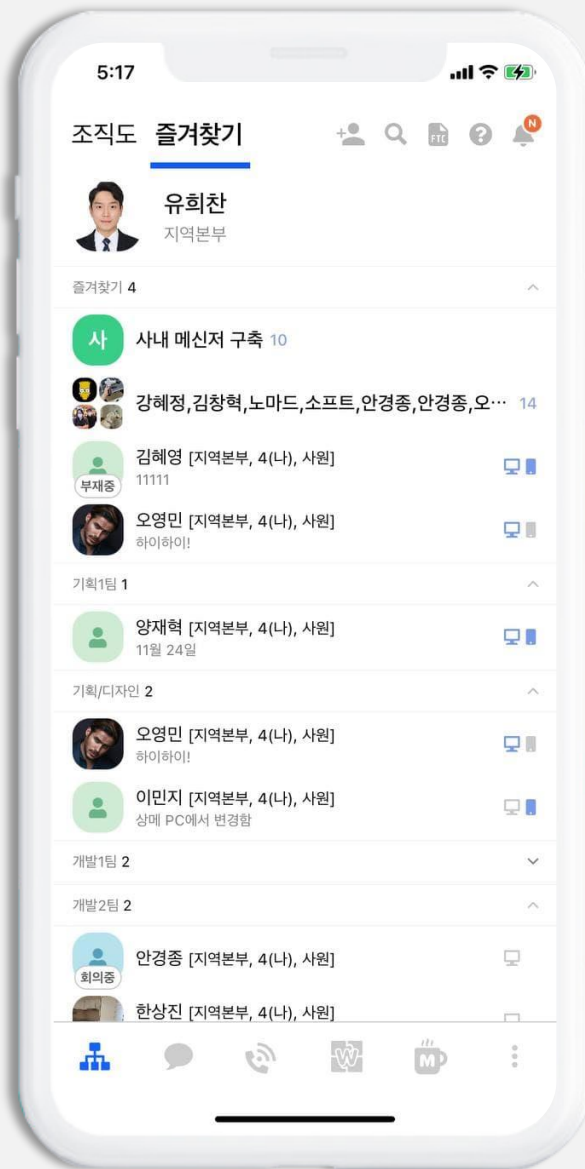 5:17
조직도 즐겨찾기
FTC
?
N
유희찬
지역본부
즐겨찾기 4
사
사내 메신저 구축 10
강혜정,김창혁,노마드,소프트,안경종,안경종,오··· 14
김혜영 [지역본부, 4(나), 사원]
부재중
11111
오영민 [지역본부, 4(나), 사원]
하이하이!
기획1팀 1
양재혁 [지역본부, 4(나), 사원]
11월 24일
기획/디자인 2
오영민 [지역본부, 4(나), 사원]
하이하이!
이민지 [지역본부, 4(나), 사원]
상메 PC에서 변경함
개발1팀 2
개발2팀 2
안경종 [지역본부, 4(나), 사원]
회의중
한상진 [지역본부, 4(나), 사원]
W
M